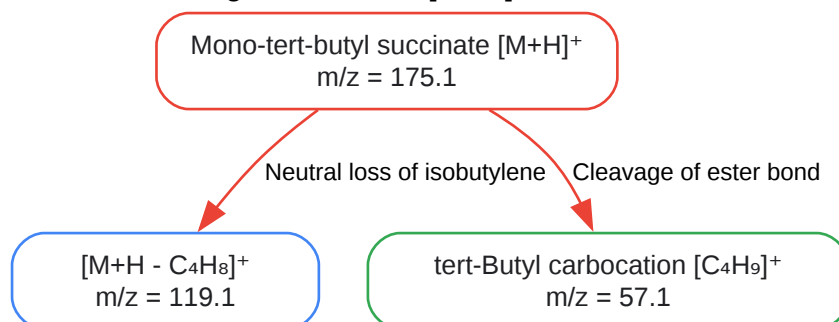 Mono-tert-butyl succinate [M+H]⁺
m/z = 175.1
Neutral loss of isobutylene
Cleavage of ester bond
[M+H - C₄H₈]⁺
m/z = 119.1
tert-Butyl carbocation [C₄H₉]⁺
m/z = 57.1